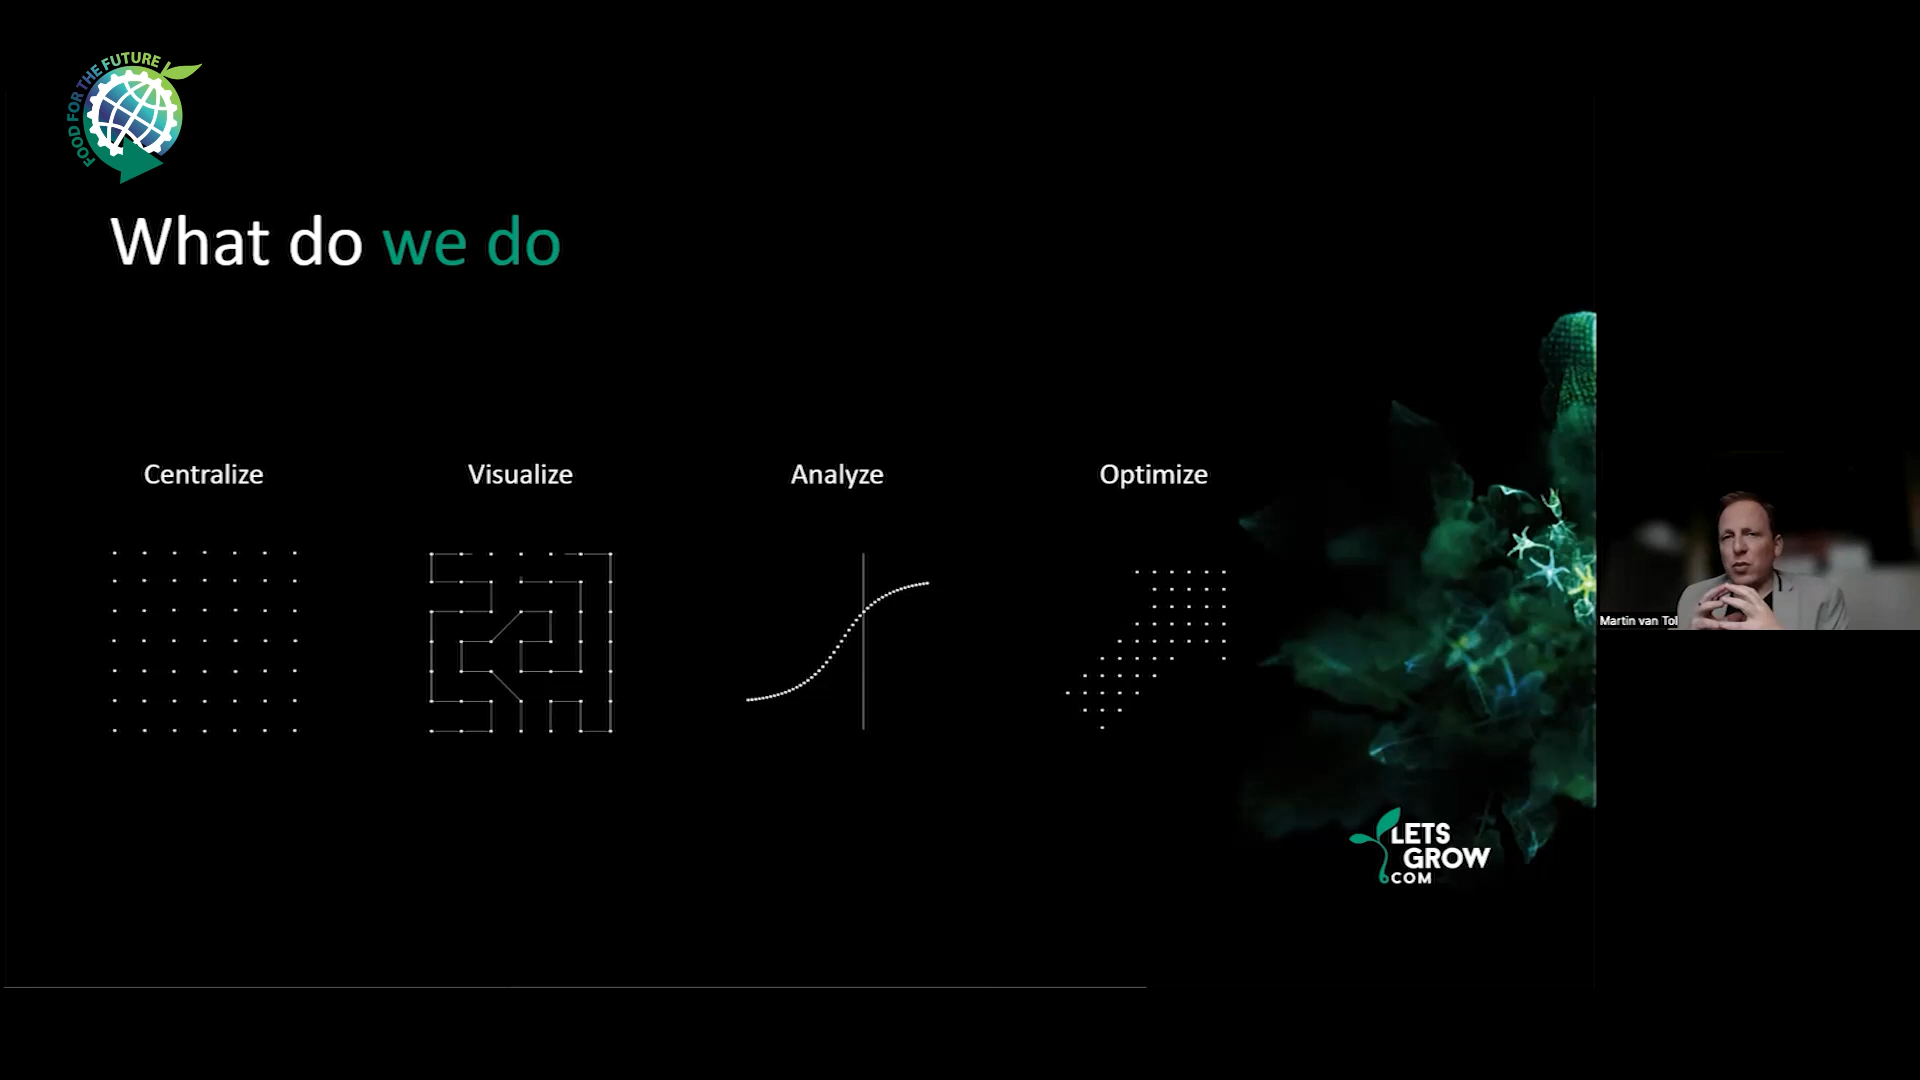 FOOD FOR THE FUTURE
What do we do
Centralize
Visualize
Analyze
Optimize
Martin van Tol
LETS
GROW
.COM